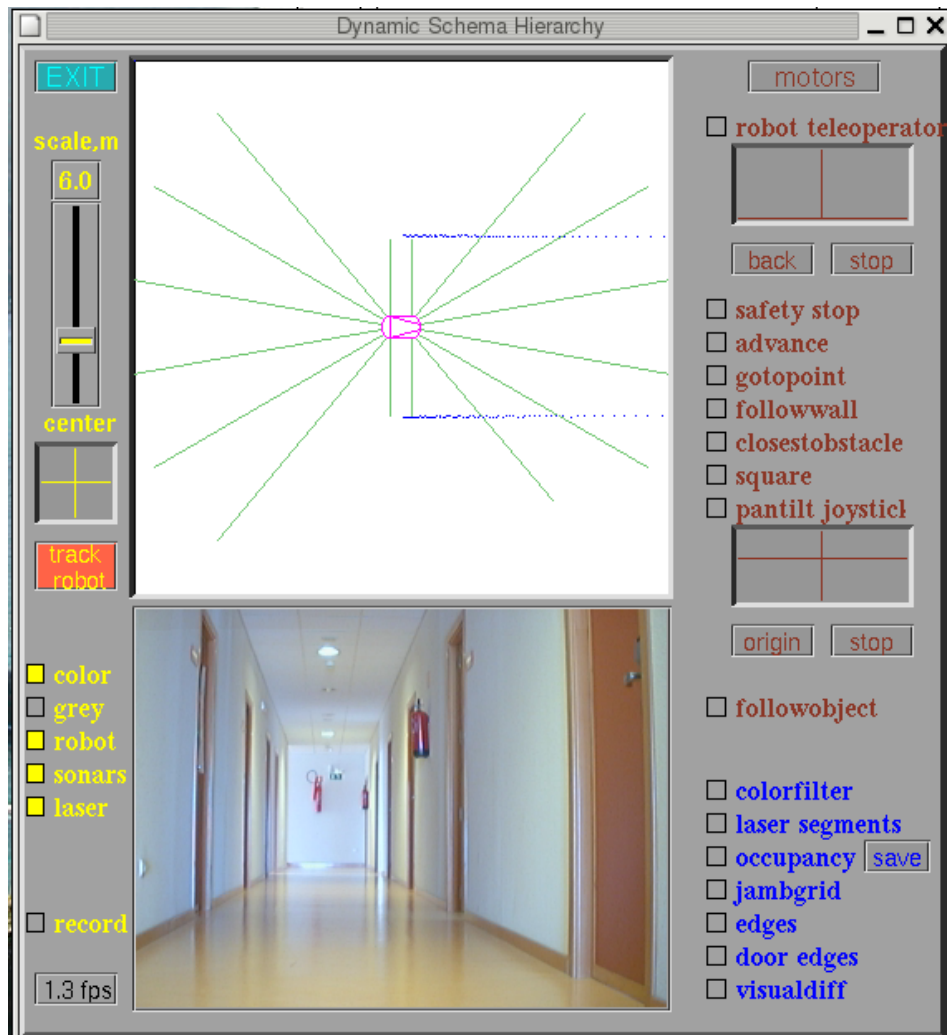 Dynamic Schema Hierarchy
EXIT
motors
scale,m
6.0
robot teleoperator
back
stop
safety stop
advance
gotopoint
followwall
closestobstacle
square
pantilt joystick
center
track
robot
origin
stop
color
grey
robot
sonars
laser
followobject
colorfilter
laser segments
occupancy save
jambgrid
edges
door edges
visualdiff
record
1.3 fps